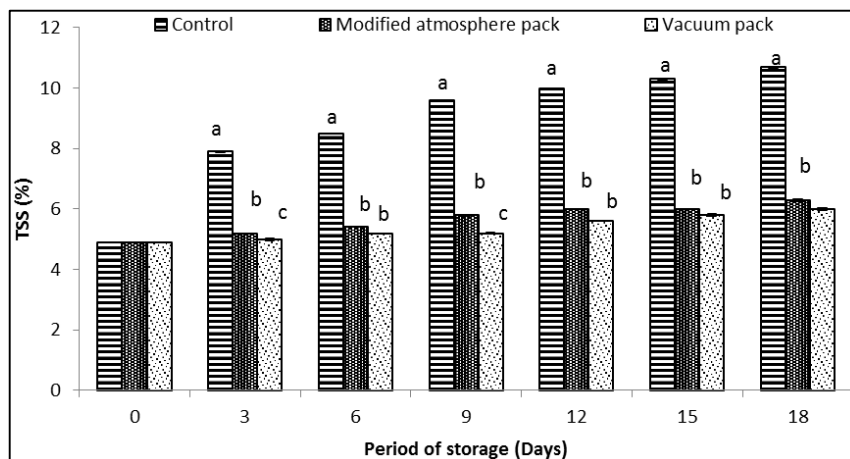 Control Modified atmosphere pack Vacuum pack
12
10
8
6
4
2
0
TSS (%)
a
a b c
a b b
a b c
a b b
a b b
b
0 3 6 9 12 15 18
Period of storage (Days)